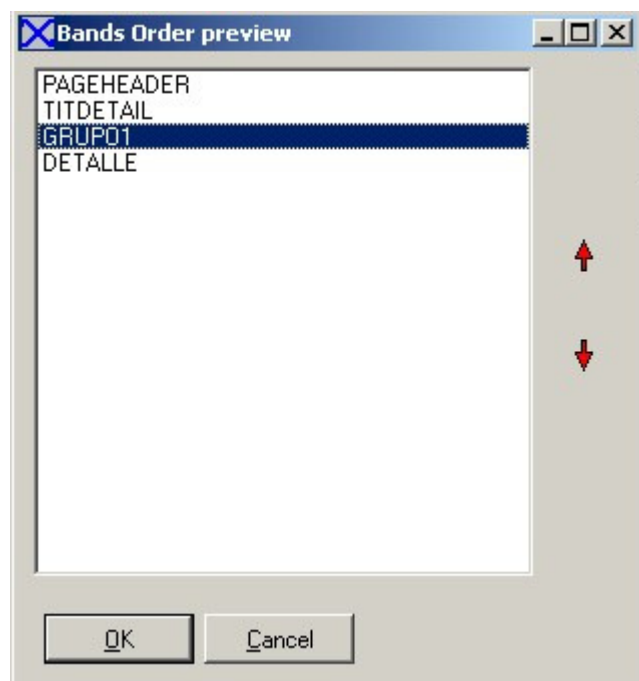 Bands Order preview
PAGEHEADER
TITDETAIL
GRUPO1
DETALLE
OK
Cancel